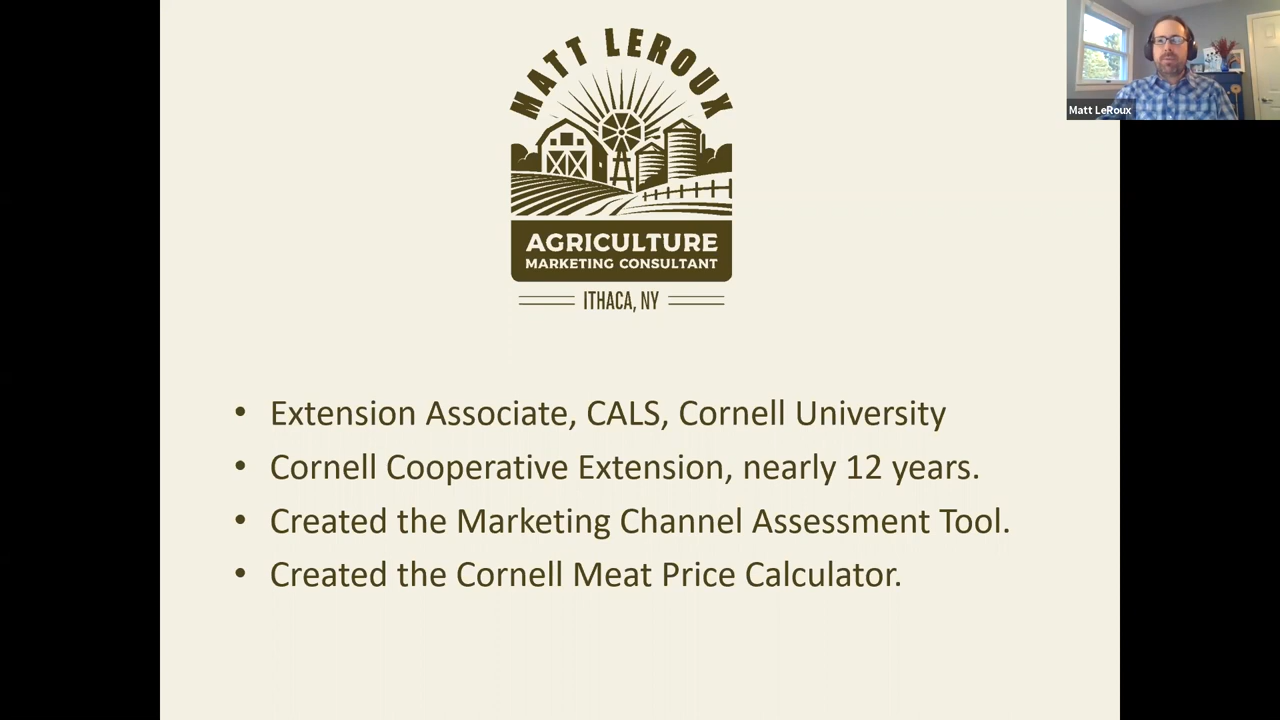 MATT LEROUX
Matt LeRoux
AGRICULTURE
MARKETING CONSULTANT
ITHACA, NY
• Extension Associate, CALS, Cornell University
• Cornell Cooperative Extension, nearly 12 years.
• Created the Marketing Channel Assessment Tool.
• Created the Cornell Meat Price Calculator.